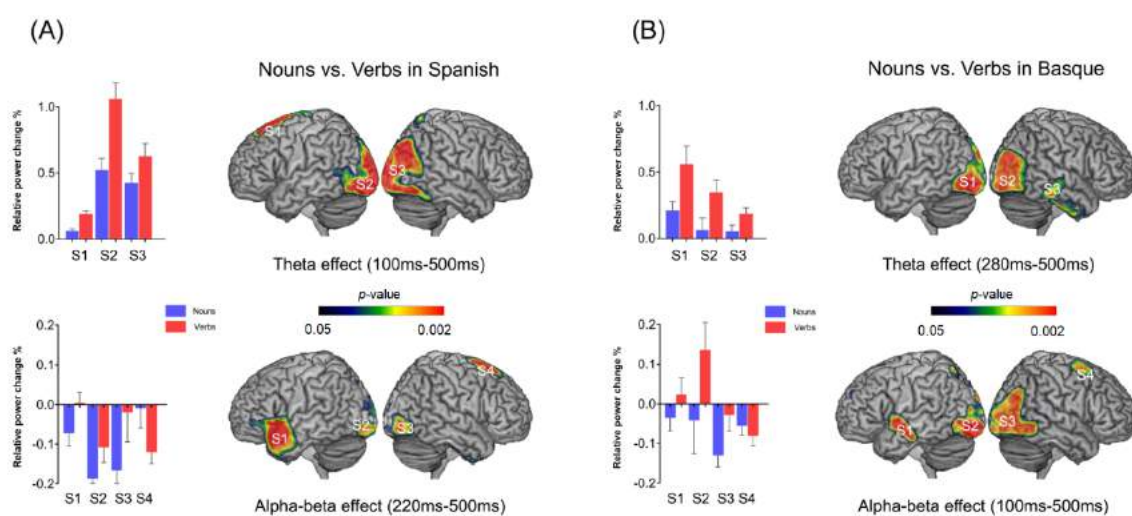 (A)
Nouns vs. Verbs in Spanish
Relative power change %
1.0
0.5
0.0
S1 S2 S3
S1
S2
S3
Theta effect (100ms-500ms)
p-value
0.05 0.002
Nouns
Verbs
Relative power change %
0.2
0.1
0.0
-0.1
-0.2
S1 S2 S3 S4
S1
S2
S3
S4
Alpha-beta effect (220ms-500ms)
(B)
Nouns vs. Verbs in Basque
Relative power change %
1.0
0.5
0.0
S1 S2 S3
S1
S2
S3
Theta effect (280ms-500ms)
p-value
0.05 0.002
Nouns
Verbs
Relative power change %
0.2
0.1
0.0
-0.1
-0.2
S1 S2 S3 S4
S1
S2
S3
S4
Alpha-beta effect (100ms-500ms)